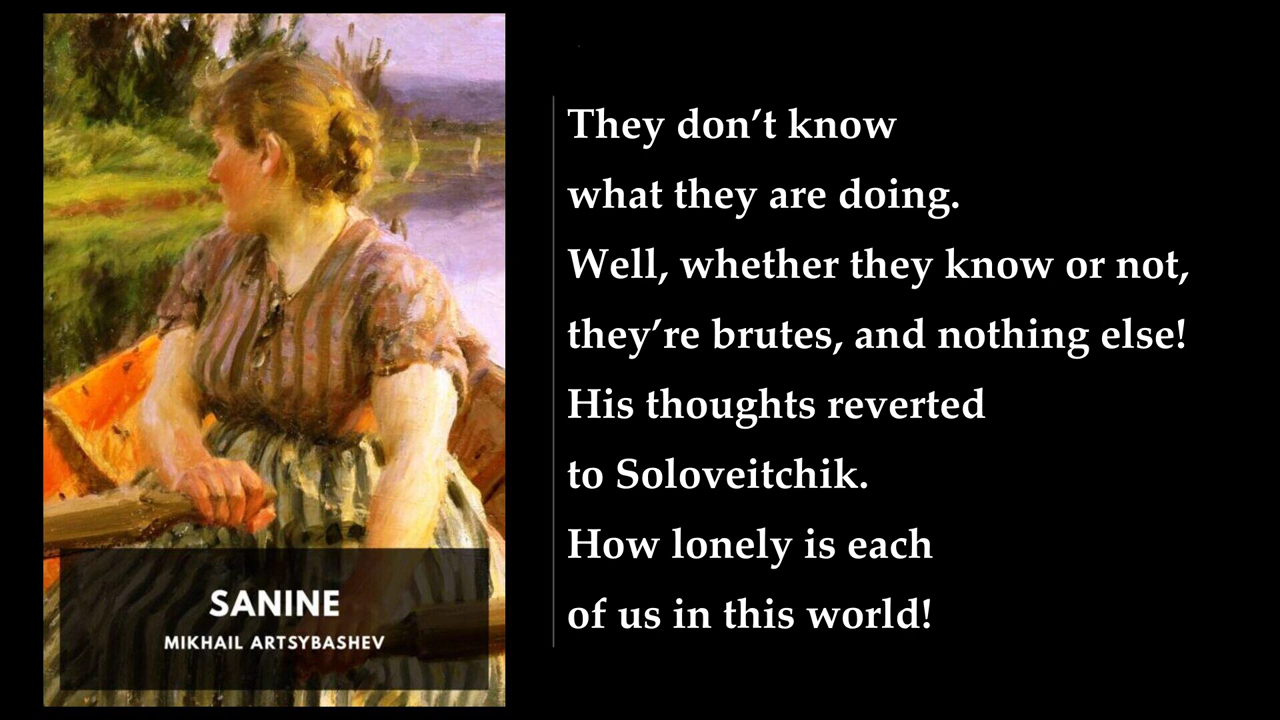 SANINE
MIKHAIL ARTSYBASHEV
They don’t know
what they are doing.
Well, whether they know or not,
they’re brutes, and nothing else!
His thoughts reverted
to Soloveitchik.
How lonely is each
of us in this world!